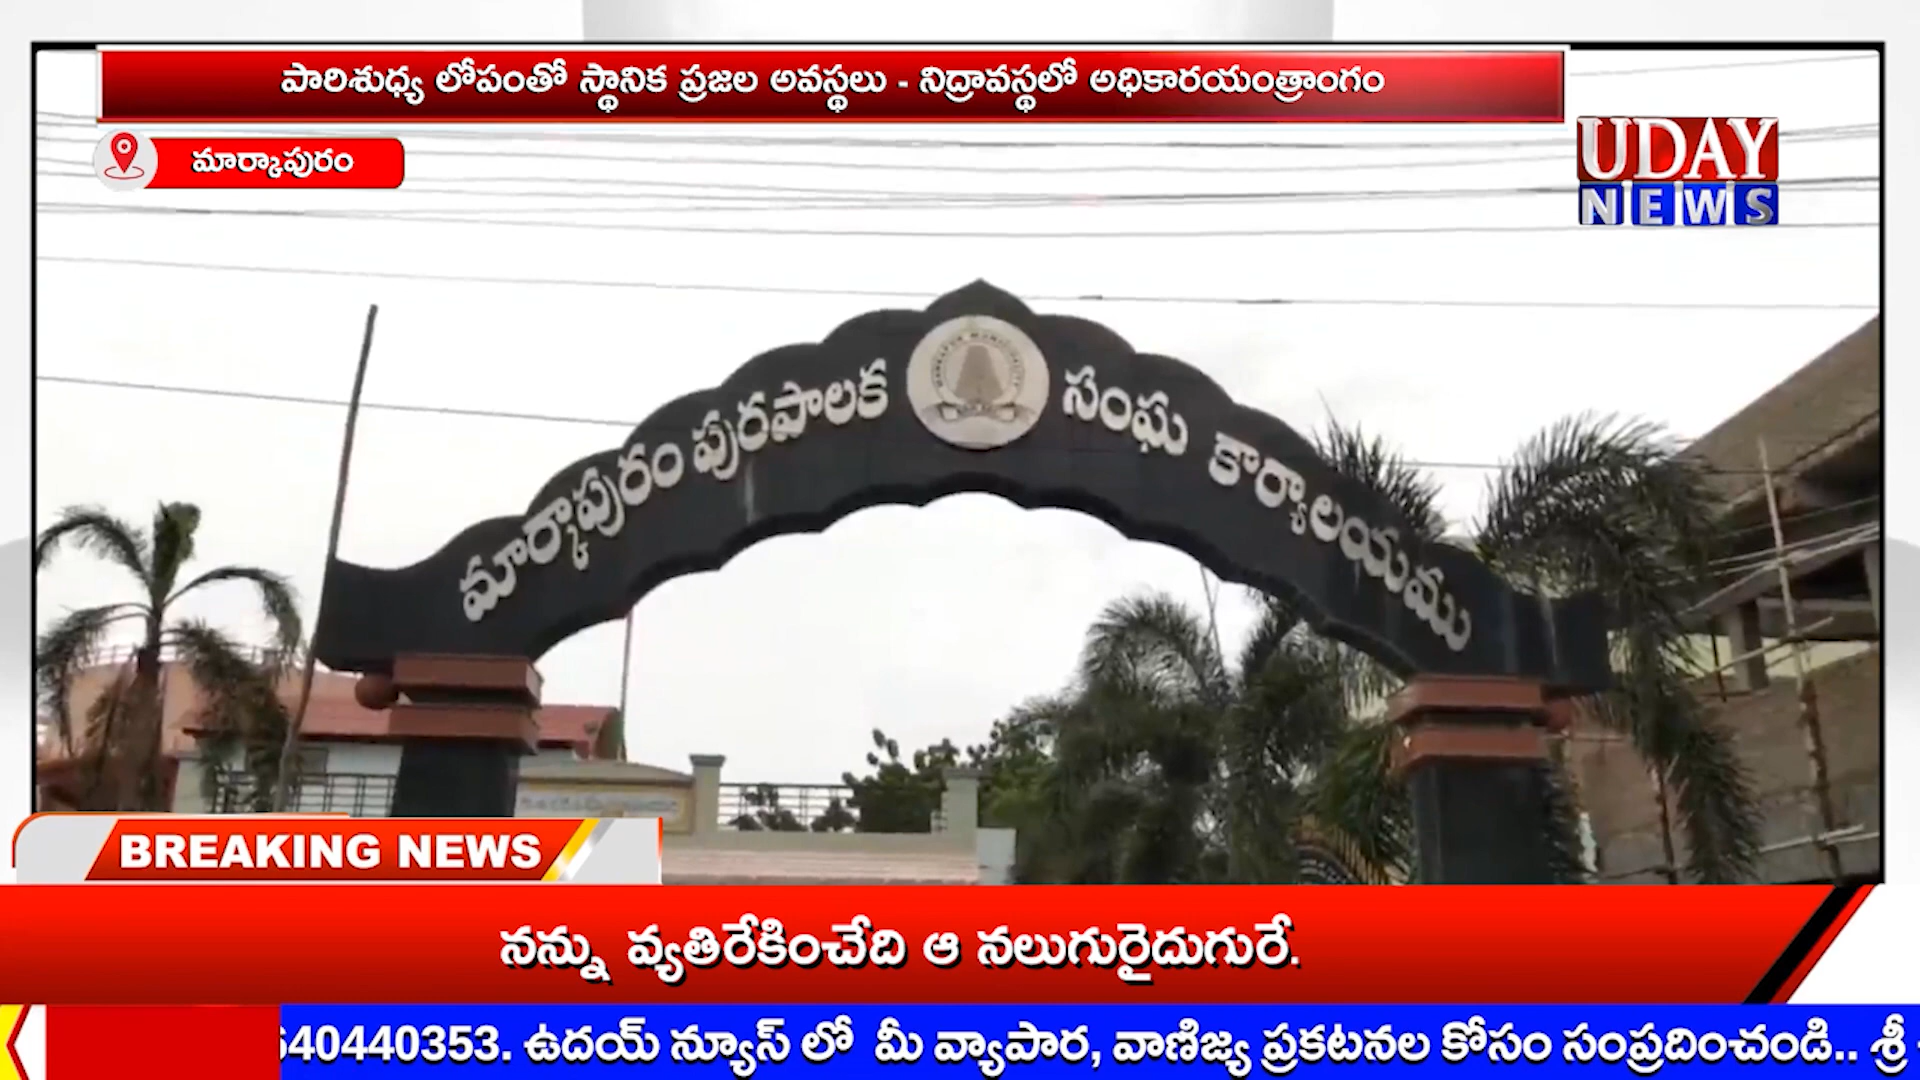 పారిశుధ్య లోపంతో స్థానిక ప్రజల అవస్థలు - నిద్రావస్థలో అధికారయంత్రాంగం
మార్కాపురం
UDAY
NEWS
మార్కాపురం పురపాలక సంఘ కార్యాలయము
BREAKING NEWS
నన్ను వ్యతిరేకించేది ఆ నలుగురైదుగురే.
640440353. ఉదయ్ న్యూస్ లో మీ వ్యాపార, వాణిజ్య ప్రకటనల కోసం సంప్రదించండి.. శ్రీ